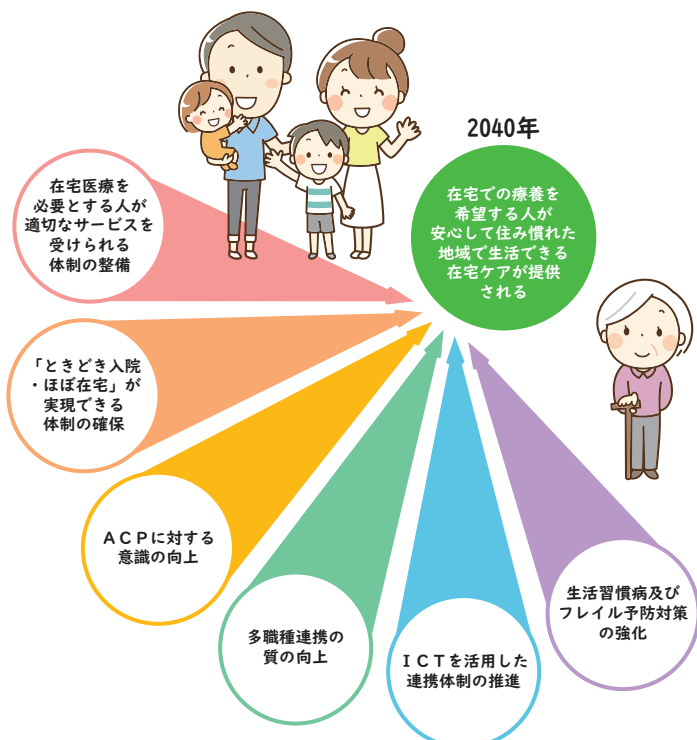 2040年
在宅での療養を
希望する人が
安心して住み慣れた
地域で生活できる
在宅ケアが提供
される
在宅医療を
必要とする人が
適切なサービスを
受けられる
体制の整備
「ときどき入院
・ほぼ在宅」が
実現できる
体制の確保
ＡＣＰに対する
意識の向上
多職種連携の
質の向上
ＩＣＴを活用した
連携体制の推進
生活習慣病及び
フレイル予防対策
の強化